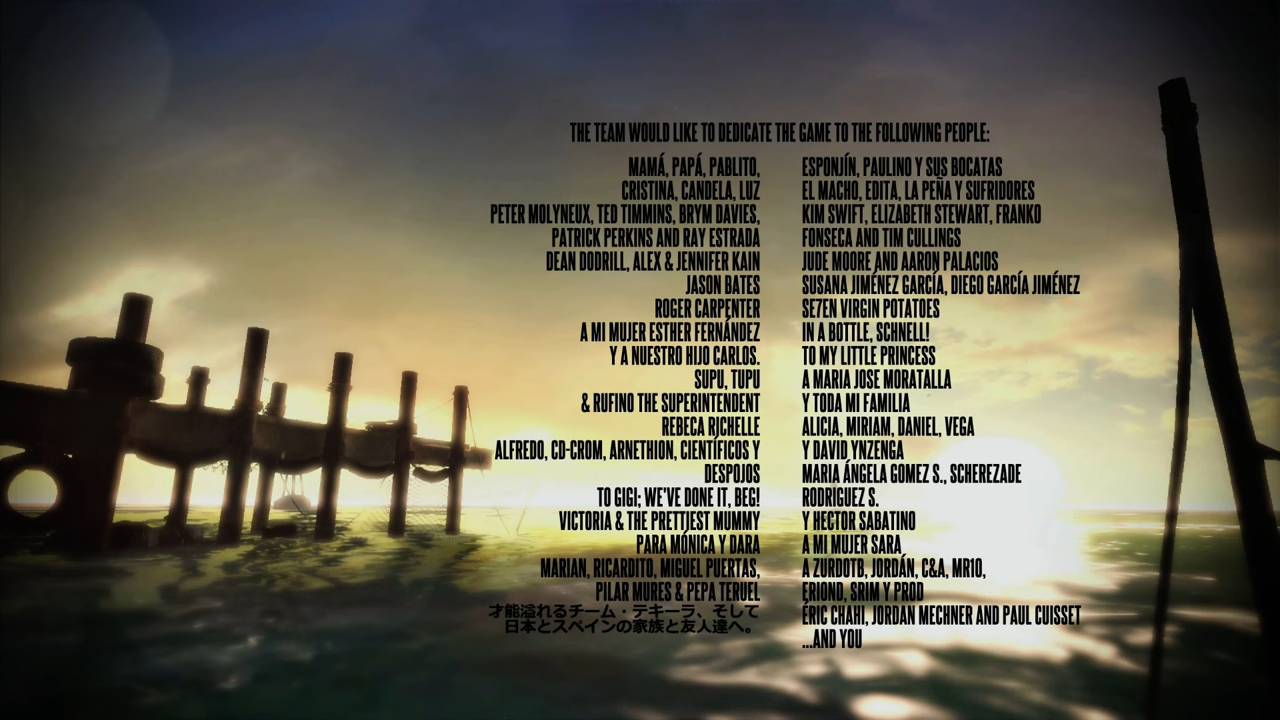 THE TEAM WOULD LIKE TO DEDICATE THE GAME TO THE FOLLOWING PEOPLE:
MAMÁ, PAPÁ, PABLITO,
CRISTINA, CANDELA, LUZ
PETER MOLYNEUX, TED TIMMINS, BRYM DAVIES,
PATRICK PERKINS AND RAY ESTRADA
DEAN DODRILL, ALEX & JENNIFER KAIN
JASON BATES
ROGER CARPENTER
A MI MUJER ESTHER FERNÁNDEZ
Y A NUESTRO HIJO CARLOS.
SUPU, TUPU
& RUFINO THE SUPERINTENDENT
REBECA RICHELLE
ALFREDO, CD-CROM, ARNETHION, CIENTÍFICOS Y
DESPOJOS
TO GIGI; WE'VE DONE IT, BEG!
VICTORIA & THE PRETTIEST MUMMY
PARA MÓNICA Y DARA
MARIAN, RICARDITO, MIGUEL PUERTAS,
PILAR MURES & PEPA TERUEL
才能溢れるチーム・テキーラ、そして
日本とスペインの家族と友人達へ。
ESPONJÍN, PAULINO Y SUS BOCATAS
EL MACHO, EDITA, LA PEÑA Y SUFRIDORES
KIM SWIFT, ELIZABETH STEWART, FRANKO
FONSECA AND TIM CULLINGS
JUDE MOORE AND AARON PALACIOS
SUSANA JIMÉNEZ GARCÍA, DIEGO GARCÍA JIMÉNEZ
SE7EN VIRGIN POTATOES
IN A BOTTLE, SCHNELL!
TO MY LITTLE PRINCESS
A MARIA JOSE MORATALLA
Y TODA MI FAMILIA
ALICIA, MIRIAM, DANIEL, VEGA
Y DAVID YNZENGA
MARIA ÁNGELA GOMEZ S., SCHEREZADE
RODRIGUEZ S.
Y HECTOR SABATINO
A MI MUJER SARA
A ZURDOTB, JORDÁN, C&A, MR10,
ERIOND, SRIM Y PROD
ÉRIC CHAHI, JORDAN MECHNER AND PAUL CUISSET
...AND YOU